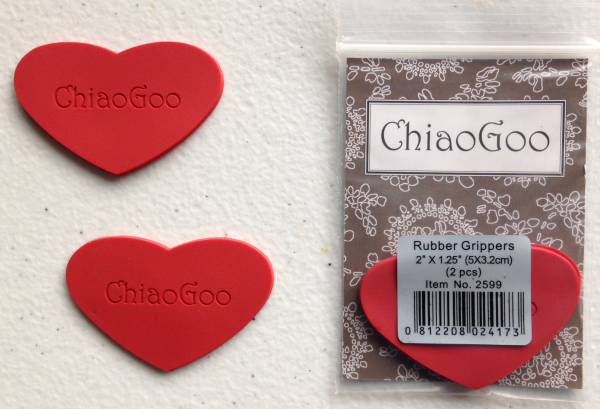 ChiaoGoo
ChiaoGoo
ChiaoGoo
Rubber Grippers
2" X 1.25" (5X3.2cm)
(2 pcs)
Item No. 2599
0 812208 024173